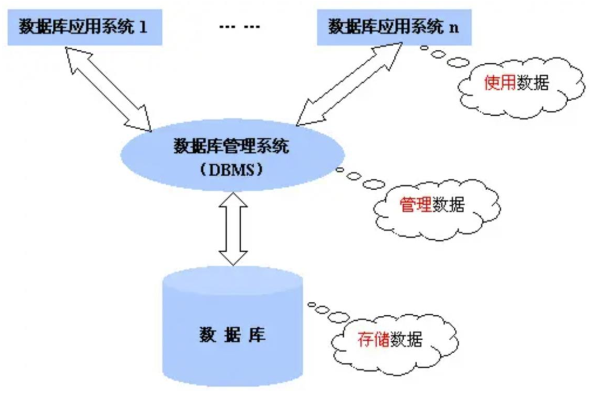 数据库应用系统 1
… …
数据库应用系统 n
使用数据
数据库管理系统
（DBMS）
管理数据
数 据 库
存储数据